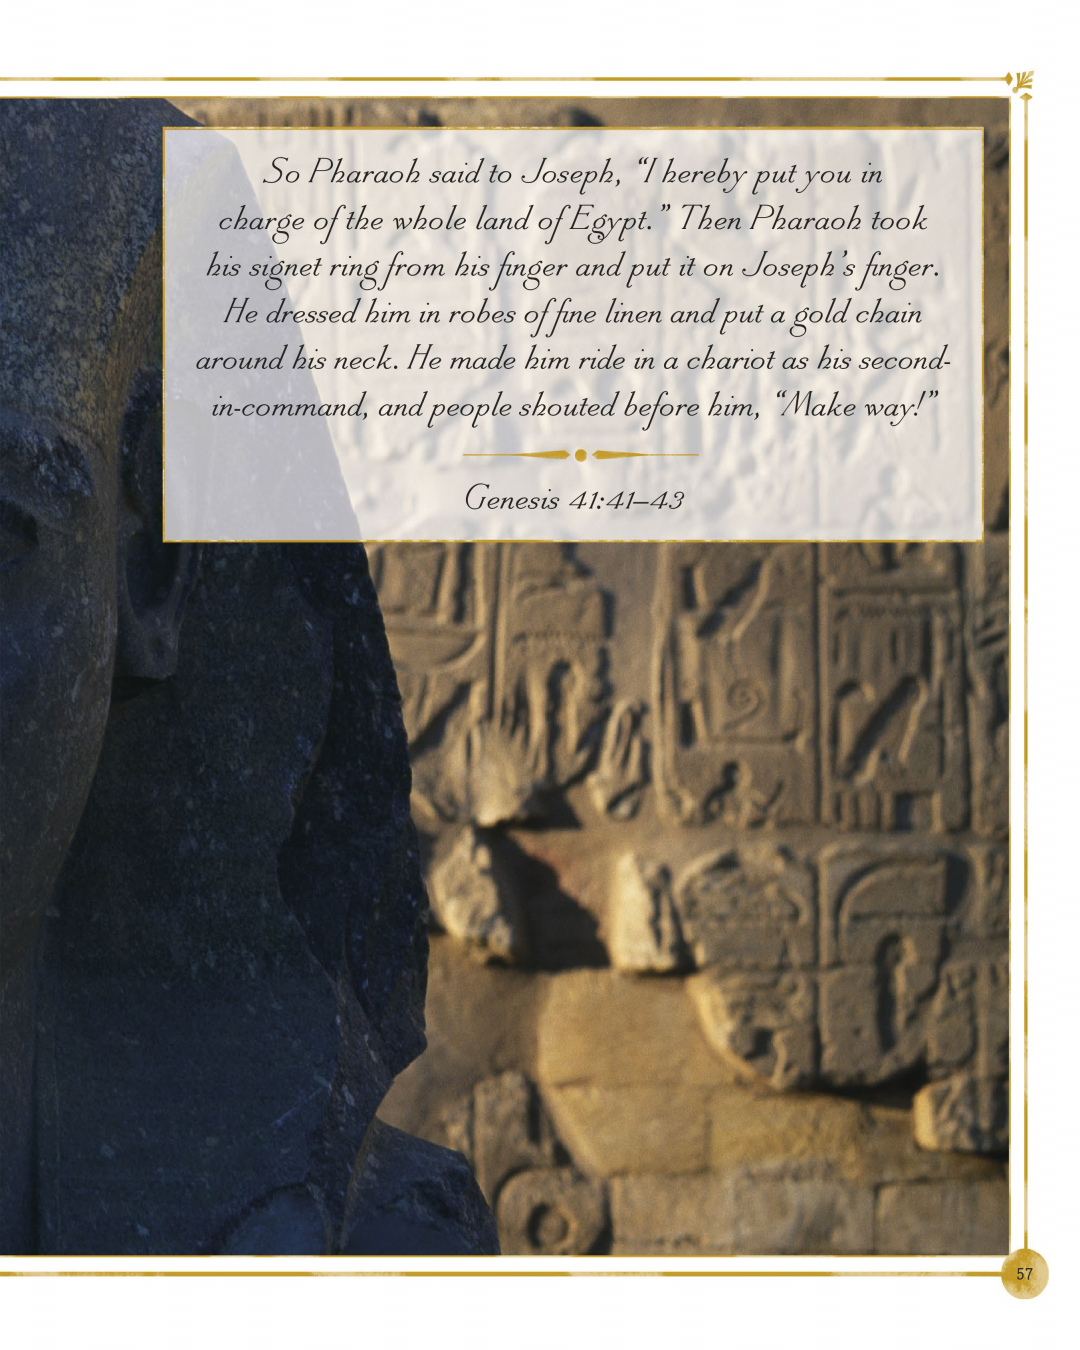 So Pharaoh said to Joseph, “I hereby put you in
charge of the whole land of Egypt.” Then Pharaoh took
his signet ring from his finger and put it on Joseph’s finger.
He dressed him in robes of fine linen and put a gold chain
around his neck. He made him ride in a chariot as his second-
in-command, and people shouted before him, “Make way!”
Genesis 41:41–43
57